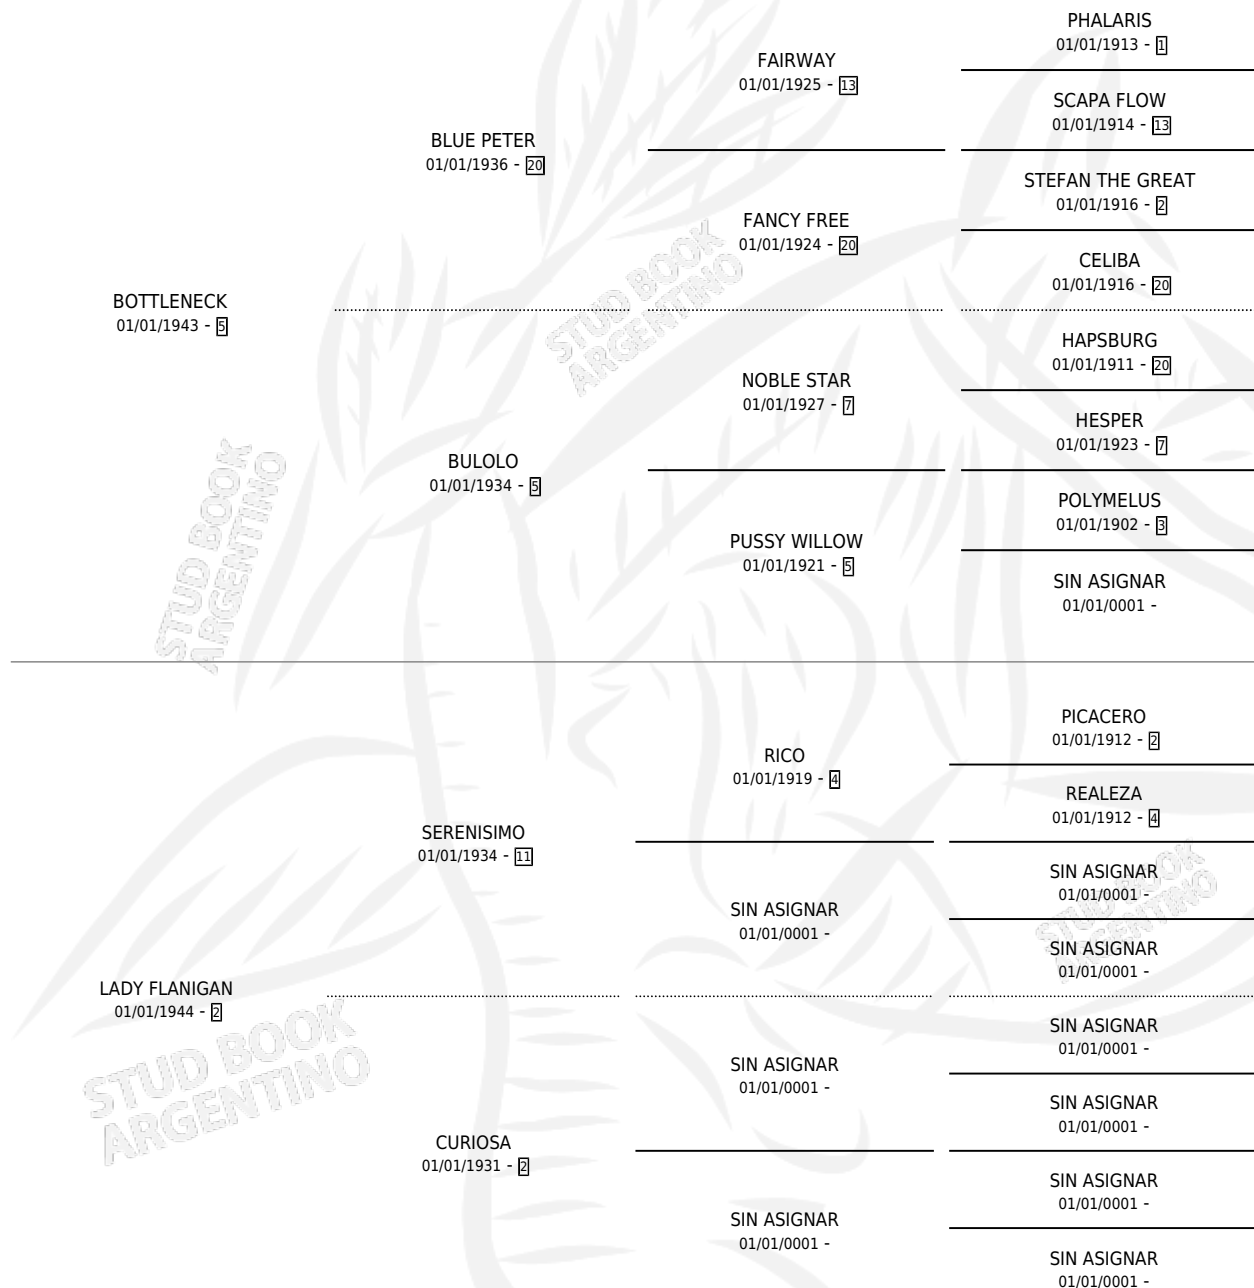 PHALARIS
01/01/1913 - 1
FAIRWAY
01/01/1925 - 13
SCAPA FLOW
01/01/1914 - 13
BLUE PETER
01/01/1936 - 20
STEFAN THE GREAT
01/01/1916 - 2
FANCY FREE
01/01/1924 - 20
CELIBA
01/01/1916 - 20
BOTTLENECK
01/01/1943 - 5
HAPSBURG
01/01/1911 - 20
NOBLE STAR
01/01/1927 - 7
HESPER
01/01/1923 - 7
BULOLO
01/01/1934 - 5
POLYMELUS
01/01/1902 - 3
PUSSY WILLOW
01/01/1921 - 5
SIN ASIGNAR
01/01/0001 -
PICACERO
01/01/1912 - 2
RICO
01/01/1919 - 4
REALEZA
01/01/1912 - 4
SERENISIMO
01/01/1934 - 11
SIN ASIGNAR
01/01/0001 -
SIN ASIGNAR
01/01/0001 -
SIN ASIGNAR
01/01/0001 -
LADY FLANIGAN
01/01/1944 - 2
SIN ASIGNAR
01/01/0001 -
SIN ASIGNAR
01/01/0001 -
SIN ASIGNAR
01/01/0001 -
CURIOSA
01/01/1931 - 2
SIN ASIGNAR
01/01/0001 -
SIN ASIGNAR
01/01/0001 -
SIN ASIGNAR
01/01/0001 -
STUD BOOK
ARGENTINO
STUD BOOK
ARGENTINO
STUD BOOK
ARGENTINO
STUD BOOK
ARGENTINO